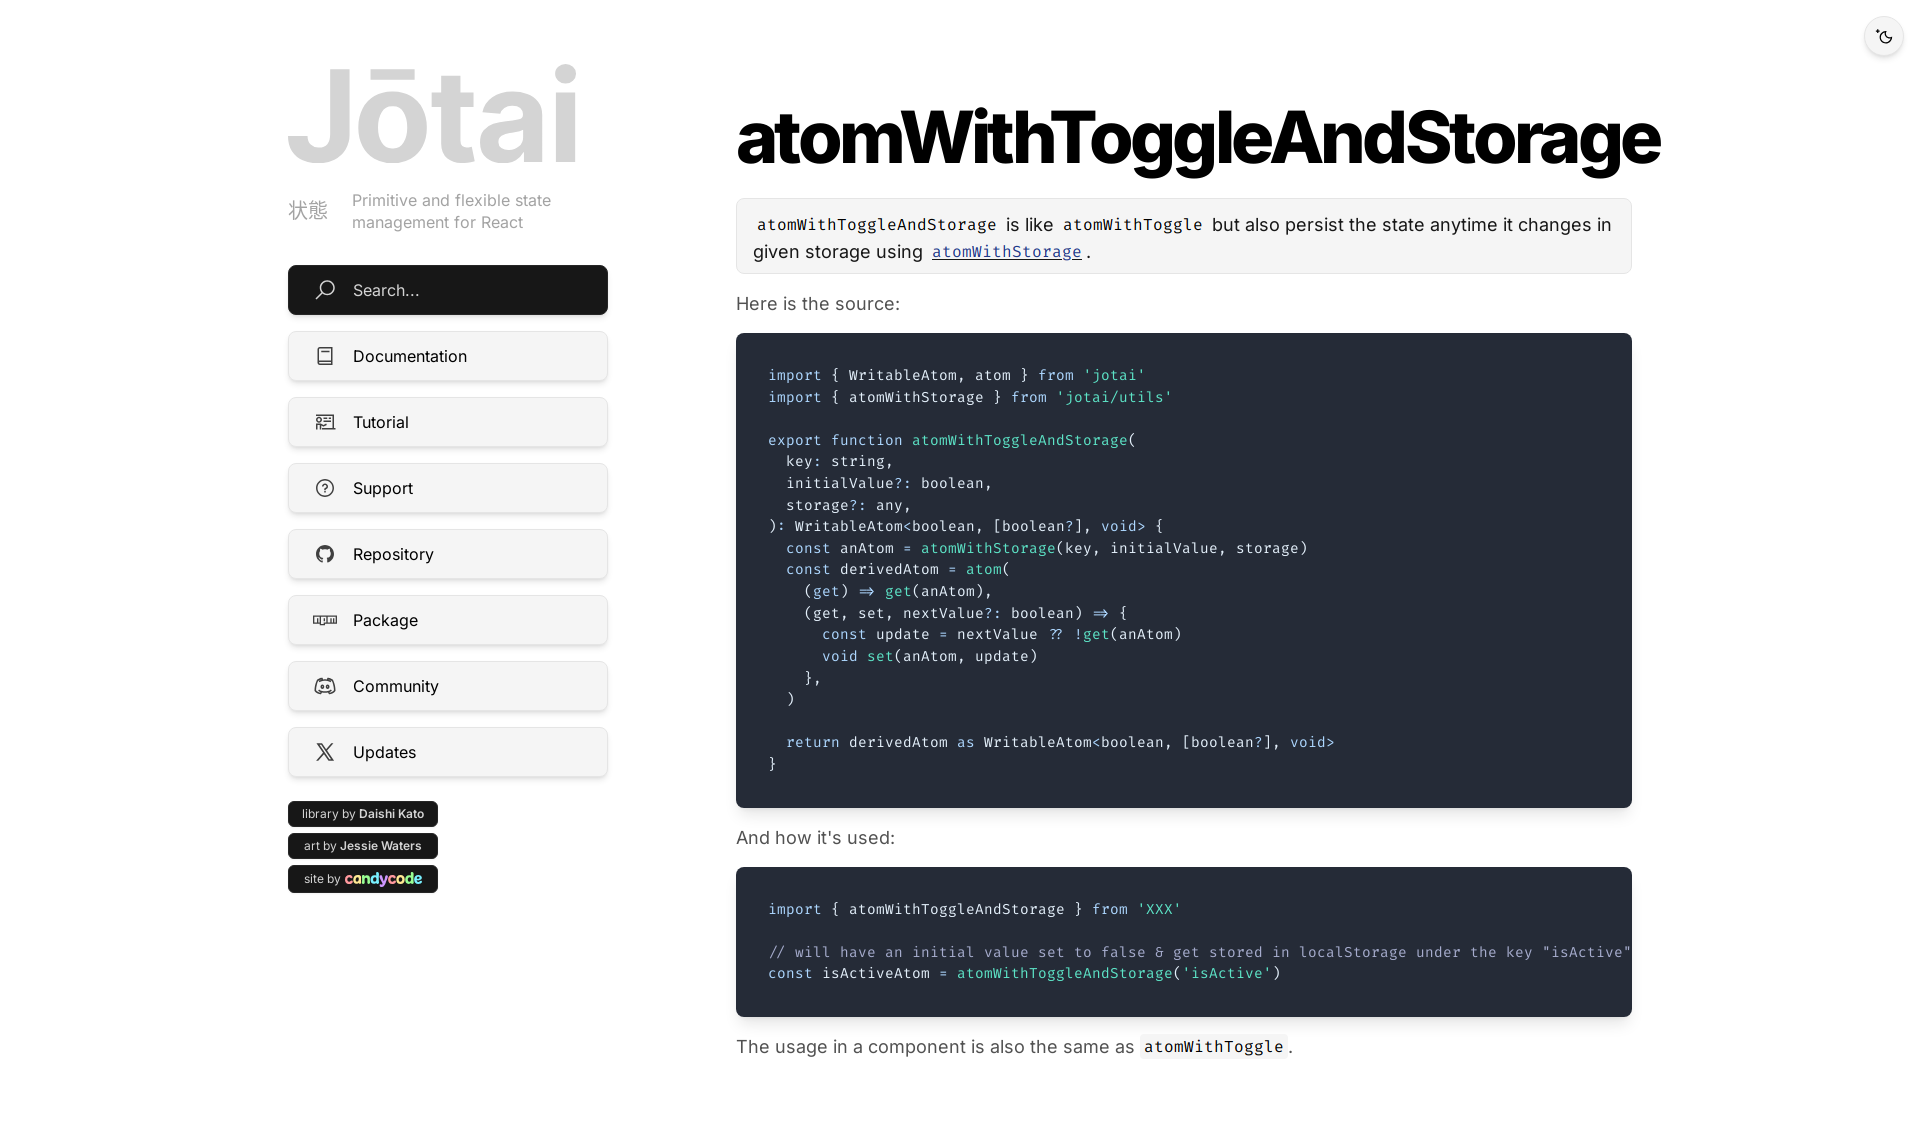 Jōtai
状態
Primitive and flexible state
management for React
Search...
Documentation
Tutorial
Support
Repository
Package
Community
Updates
library by Daishi Kato
art by Jessie Waters
site by candycode
atomWithToggleAndStorage
atomWithToggleAndStorage is like atomWithToggle but also persist the state anytime it changes in
given storage using atomWithStorage.
Here is the source:
import { WritableAtom, atom } from 'jotai'
import { atomWithStorage } from 'jotai/utils'

export function atomWithToggleAndStorage(
  key: string,
  initialValue?: boolean,
  storage?: any,
): WritableAtom<boolean, [boolean?], void> {
  const anAtom = atomWithStorage(key, initialValue, storage)
  const derivedAtom = atom(
    (get) => get(anAtom),
    (get, set, nextValue?: boolean) => {
      const update = nextValue ?? !get(anAtom)
      void set(anAtom, update)
    },
  )

  return derivedAtom as WritableAtom<boolean, [boolean?], void>
}
And how it's used:
import { atomWithToggleAndStorage } from 'XXX'

// will have an initial value set to false & get stored in localStorage under the key "isActive"
const isActiveAtom = atomWithToggleAndStorage('isActive')
The usage in a component is also the same as atomWithToggle.